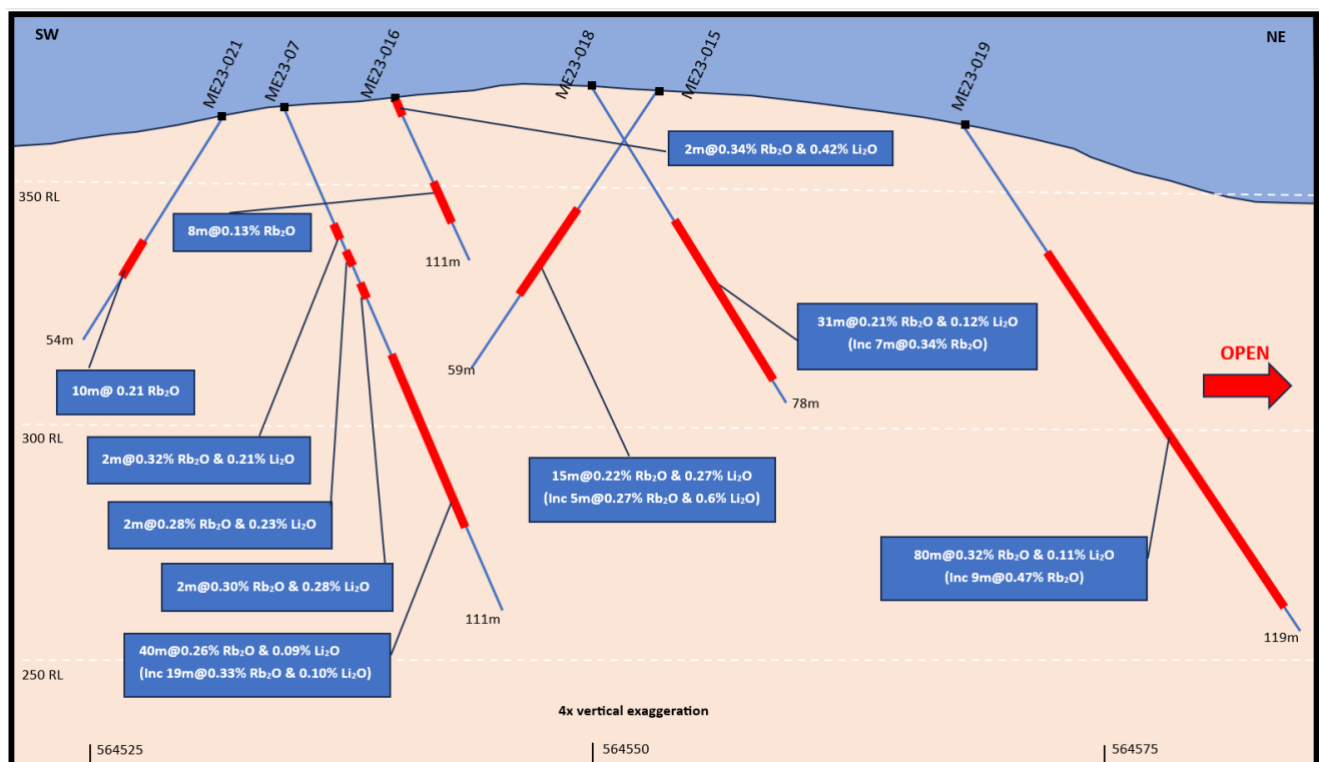 SW
NE
ME23-021
ME23-07
ME23-016
ME23-018
ME23-015
ME23-019
2m@0.34% Rb₂O & 0.42% Li₂O
350 RL
8m@0.13% Rb₂O
111m
31m@0.21% Rb₂O & 0.12% Li₂O
(Inc 7m@0.34% Rb₂O)
54m
OPEN
59m
10m@ 0.21 Rb₂O
78m
300 RL
2m@0.32% Rb₂O & 0.21% Li₂O
15m@0.22% Rb₂O & 0.27% Li₂O
(Inc 5m@0.27% Rb₂O & 0.6% Li₂O)
2m@0.28% Rb₂O & 0.23% Li₂O
80m@0.32% Rb₂O & 0.11% Li₂O
(Inc 9m@0.47% Rb₂O)
2m@0.30% Rb₂O & 0.28% Li₂O
111m
119m
40m@0.26% Rb₂O & 0.09% Li₂O
(Inc 19m@0.33% Rb₂O & 0.10% Li₂O)
250 RL
4x vertical exaggeration
564525
564550
564575